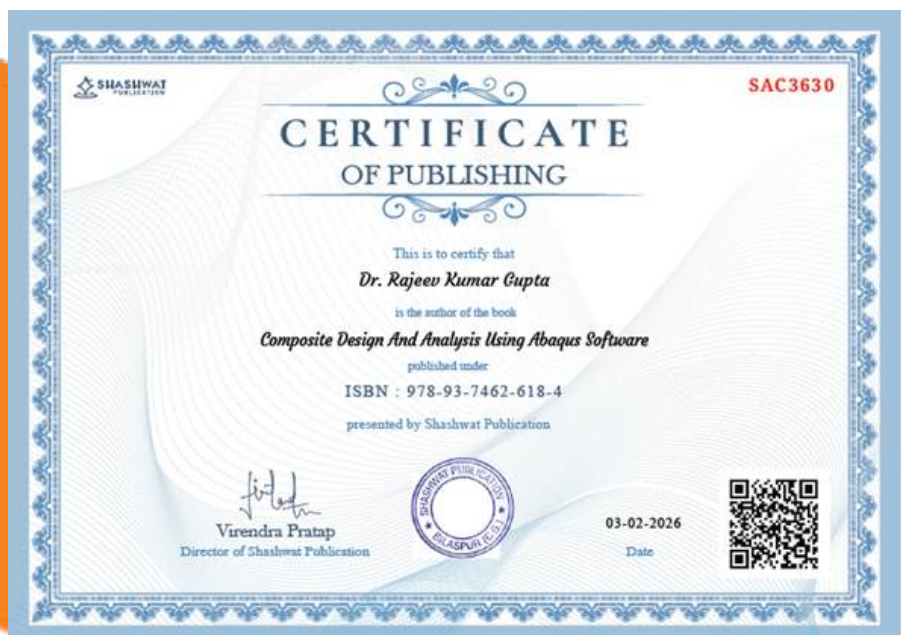 SHASHWAT
PUBLICATION
SAC3630
CERTIFICATE
OF PUBLISHING
This is to certify that
Dr. Rajeev Kumar Gupta
is the author of the book
Composite Design And Analysis Using Abaqus Software
published under
ISBN : 978-93-7462-618-4
presented by Shashwat Publication
Virendra Pratap
Director of Shashwat Publication
SHASHWAT PUBLICATION
BILASPUR (C.G.)
03-02-2026
Date